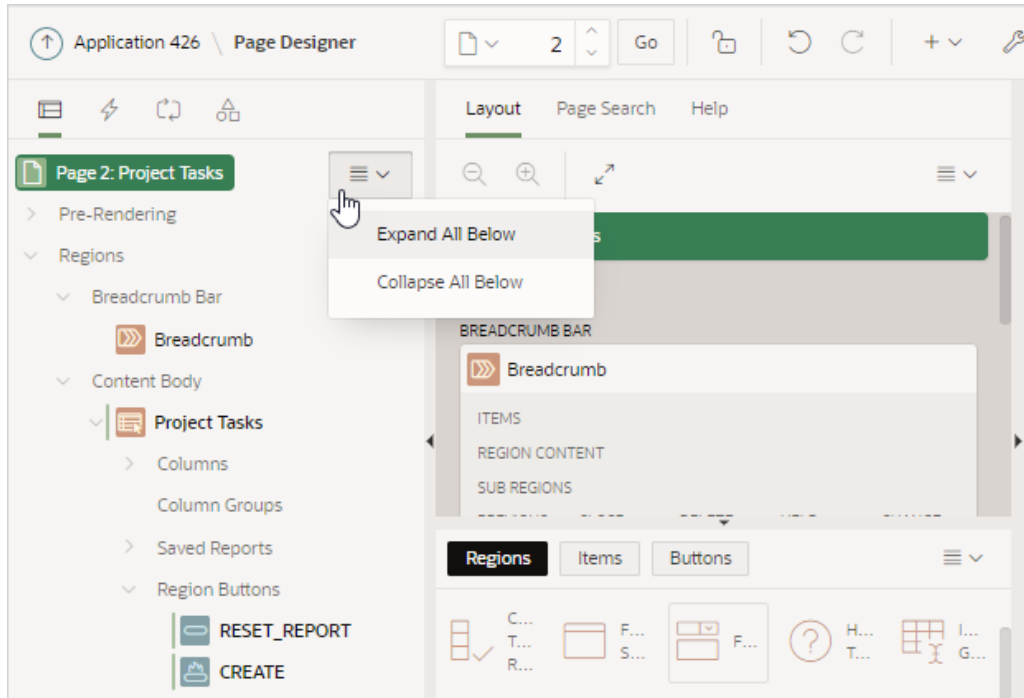 Application 426 \ Page Designer
2
Go
Layout Page Search Help
Page 2: Project Tasks
Pre-Rendering
Expand All Below
Collapse All Below
Regions
Breadcrumb Bar
Breadcrumb
Content Body
Project Tasks
Columns
Column Groups
Saved Reports
Region Buttons
RESET_REPORT
CREATE
s
BREADCRUMB BAR
Breadcrumb
ITEMS
REGION CONTENT
SUB REGIONS
Regions Items Buttons
C...
T...
R...
F...
S...
F...
H...
T...
I...
G...